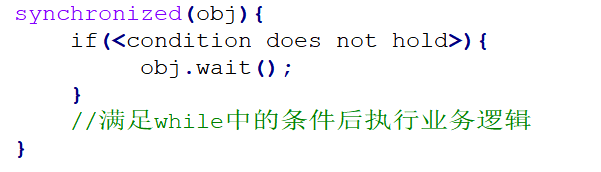 synchronized(obj){
if(<condition does not hold>){
obj.wait();
}
//满足while中的条件后执行业务逻辑
}